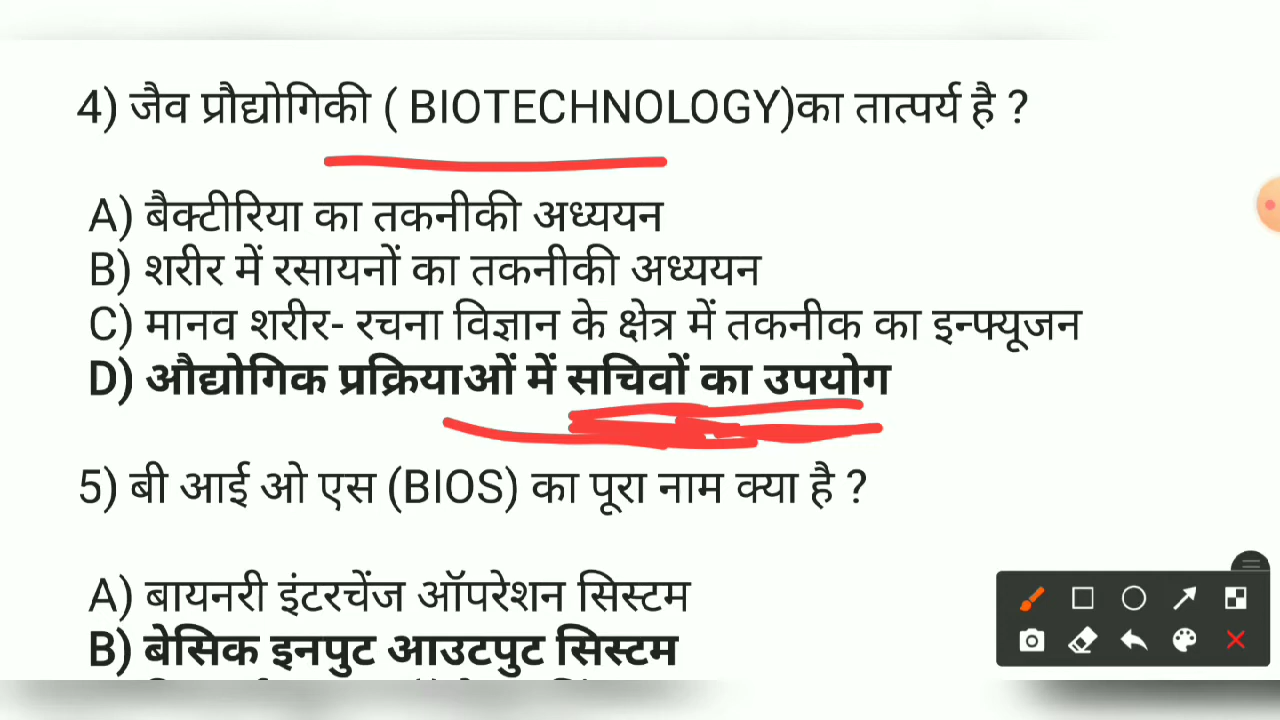 4) जैव प्रौद्योगिकी ( BIOTECHNOLOGY)का तात्पर्य है ?
A) बैक्टीरिया का तकनीकी अध्ययन
B) शरीर में रसायनों का तकनीकी अध्ययन
C) मानव शरीर- रचना विज्ञान के क्षेत्र में तकनीक का इन्फ्यूजन
D) औद्योगिक प्रक्रियाओं में सचिवों का उपयोग
5) बी आई ओ एस (BIOS) का पूरा नाम क्या है ?
A) बायनरी इंटरचेंज ऑपरेशन सिस्टम
B) बेसिक इनपुट आउटपुट सिस्टम